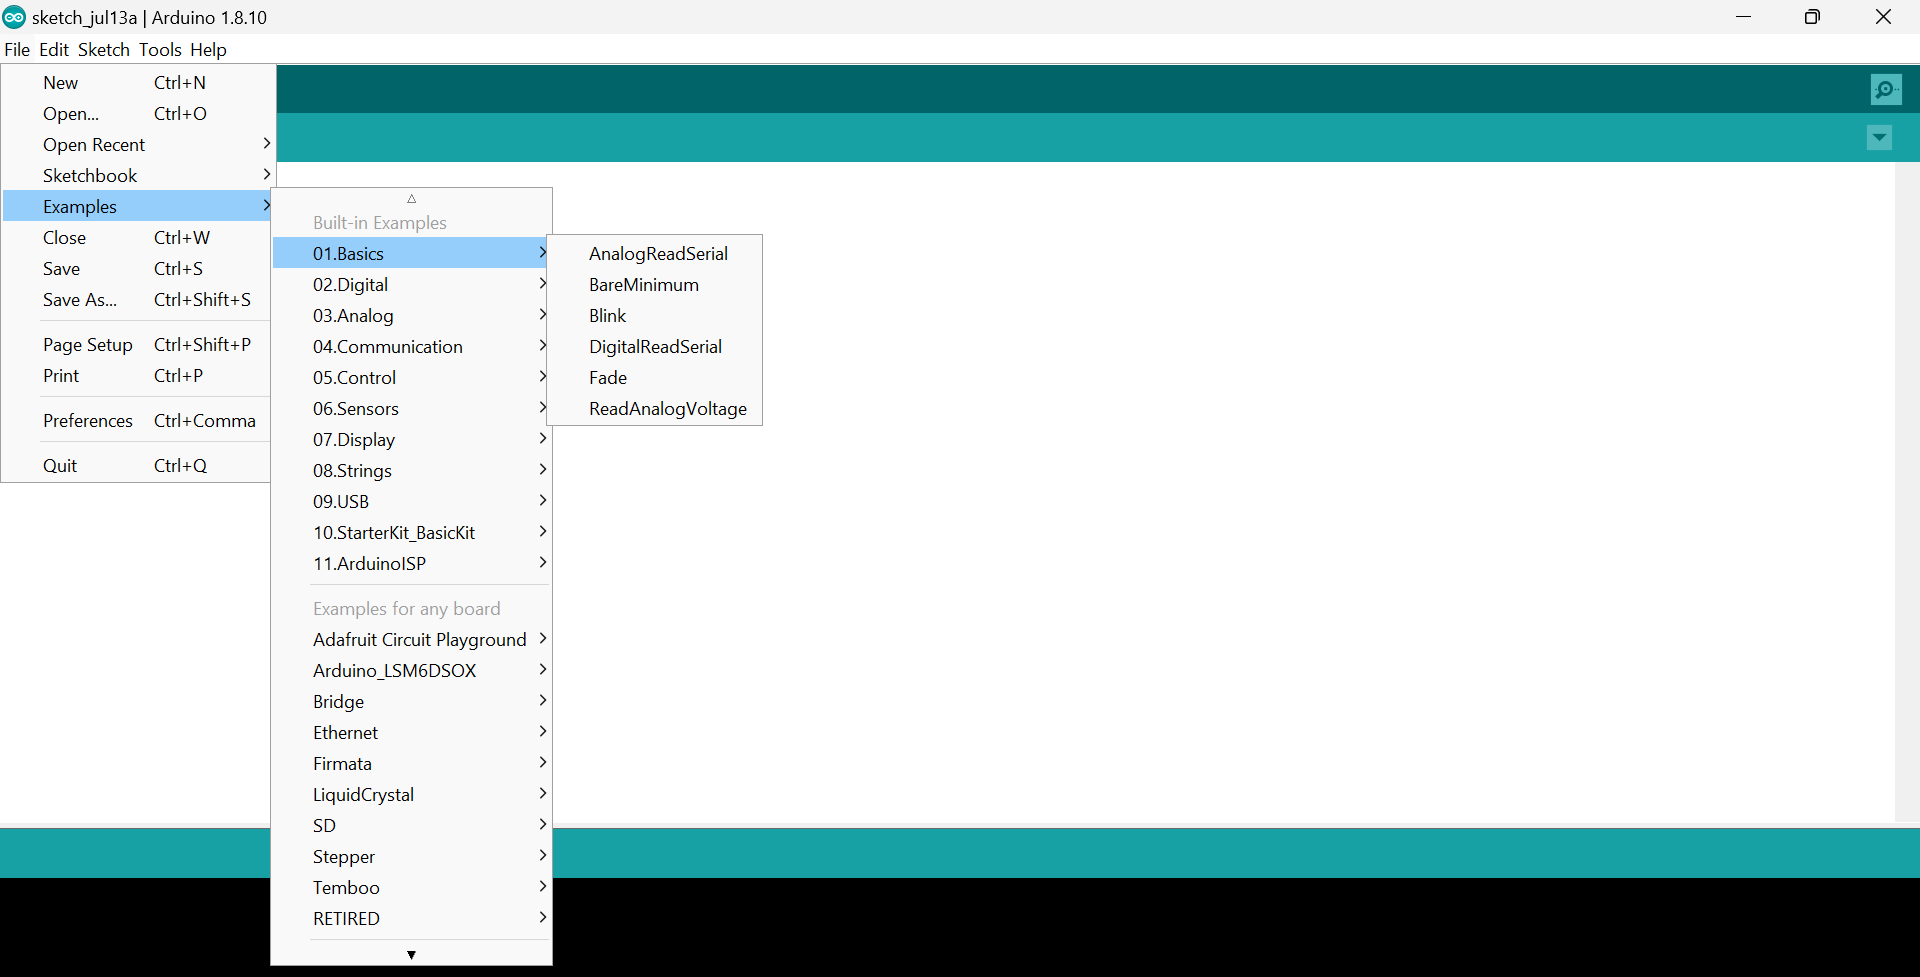 sketch_jul13a | Arduino 1.8.10
File Edit Sketch Tools Help
New Ctrl+N
Open... Ctrl+O
Open Recent
Sketchbook
Examples
Close Ctrl+W
Save Ctrl+S
Save As... Ctrl+Shift+S
Page Setup Ctrl+Shift+P
Print Ctrl+P
Preferences Ctrl+Comma
Quit Ctrl+Q
Built-in Examples
01.Basics
02.Digital
03.Analog
04.Communication
05.Control
06.Sensors
07.Display
08.Strings
09.USB
10.StarterKit_BasicKit
11.ArduinoISP
Examples for any board
Adafruit Circuit Playground
Arduino_LSM6DSOX
Bridge
Ethernet
Firmata
LiquidCrystal
SD
Stepper
Temboo
RETIRED
AnalogReadSerial
BareMinimum
Blink
DigitalReadSerial
Fade
ReadAnalogVoltage